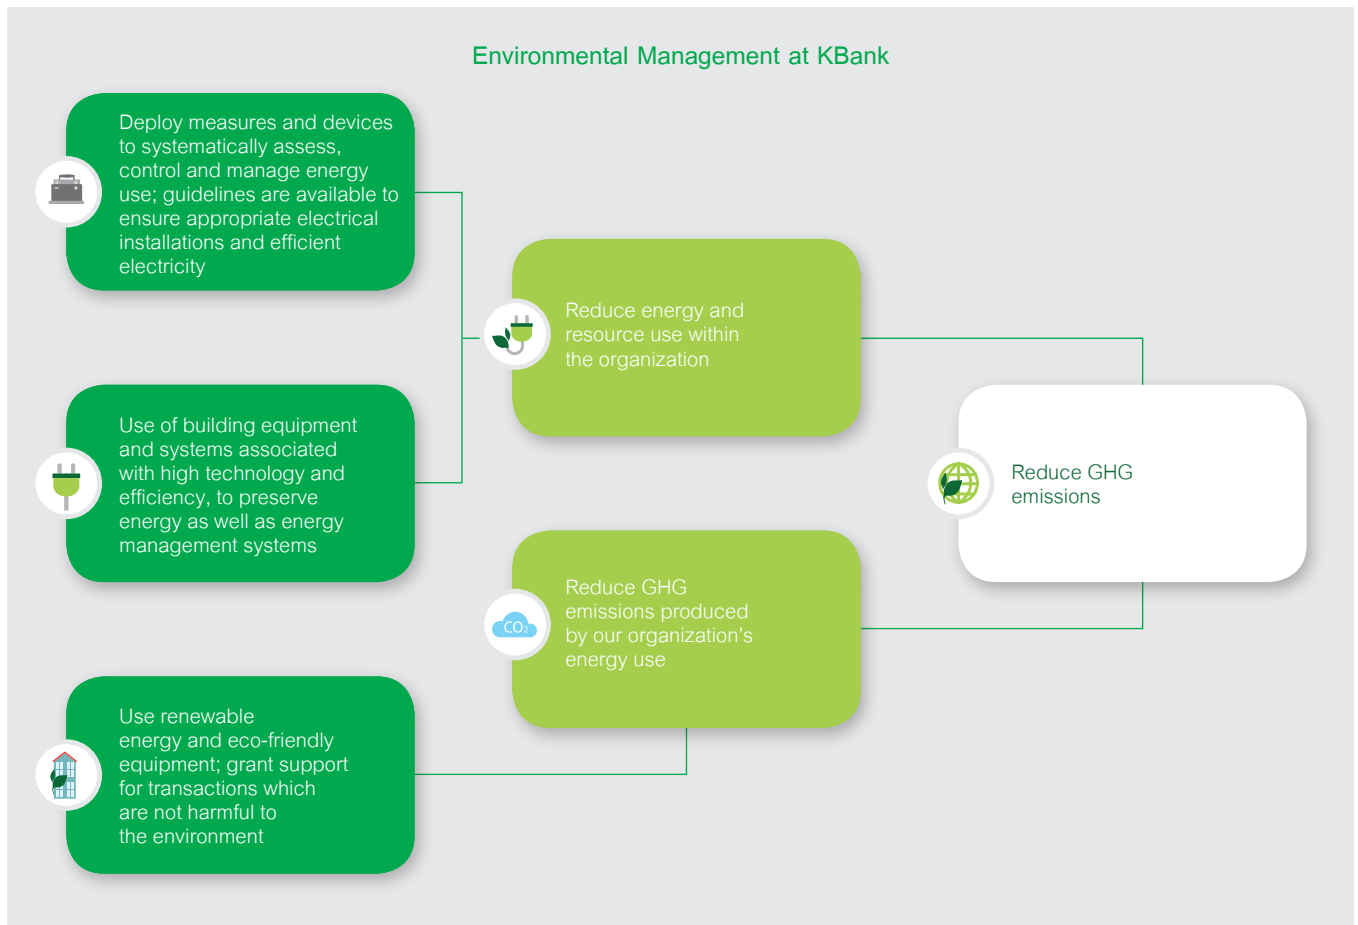 Environmental Management at KBank
Deploy measures and devices
to systematically assess,
control and manage energy
use; guidelines are available to
ensure appropriate electrical
installations and efficient
electricity
Use of building equipment
and systems associated
with high technology and
efficiency, to preserve
energy as well as energy
management systems
Use renewable
energy and eco-friendly
equipment; grant support
for transactions which
are not harmful to
the environment
Reduce energy and
resource use within
the organization
CO₂
Reduce GHG
emissions produced
by our organization’s
energy use
Reduce GHG
emissions